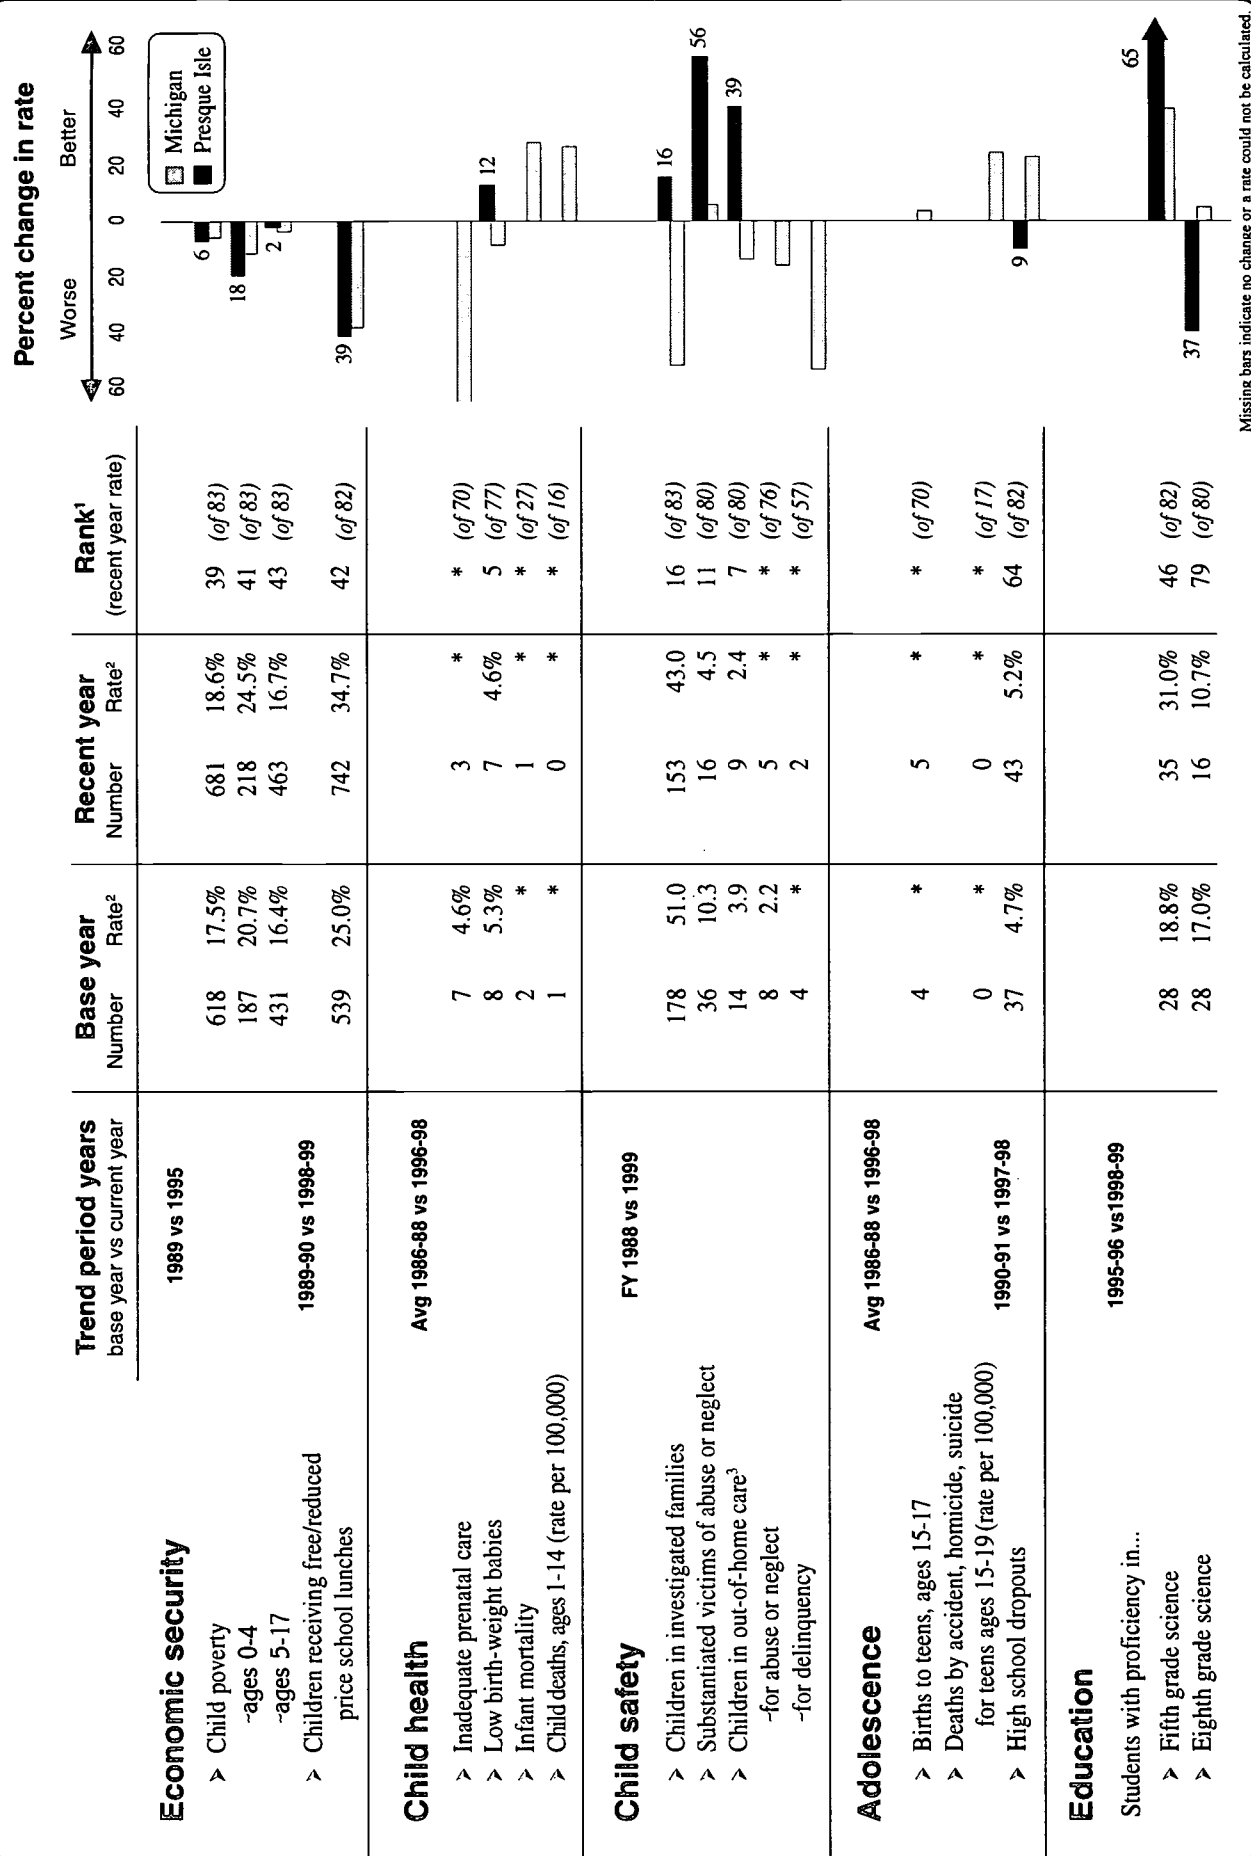 Percent change in rate
Trend period years Base year Recent year Rank¹ Worse Better
base year vs current year Number Rate² Number Rate² (recent year rate) 60 40 20 0 20 40 60
Economic security 1989 vs 1995
Michigan
Presque Isle
➤ Child poverty 618 17.5% 681 18.6% 39 (of 83) 6
~ages 0-4 187 20.7% 218 24.5% 41 (of 83) 18
~ages 5-17 431 16.4% 463 16.7% 43 (of 83) 2
➤ Children receiving free/reduced 1989-90 vs 1998-99
price school lunches 539 25.0% 742 34.7% 42 (of 82) 39
Child health Avg 1986-88 vs 1996-98
➤ Inadequate prenatal care 7 4.6% 3 * * (of 70)
➤ Low birth-weight babies 8 5.3% 7 4.6% 5 (of 77) 12
➤ Infant mortality 2 * 1 * * (of 27)
➤ Child deaths, ages 1-14 (rate per 100,000) 1 * 0 * * (of 16)
Child safety FY 1988 vs 1999
➤ Children in investigated families 178 51.0 153 43.0 16 (of 83) 16
➤ Substantiated victims of abuse or neglect 36 10.3 16 4.5 11 (of 80) 56
➤ Children in out-of-home care³ 14 3.9 9 2.4 7 (of 80) 39
~for abuse or neglect 8 2.2 5 * * (of 76)
~for delinquency 4 * 2 * * (of 57)
Adolescence Avg 1986-88 vs 1996-98
➤ Births to teens, ages 15-17 4 * 5 * * (of 70)
➤ Deaths by accident, homicide, suicide
for teens ages 15-19 (rate per 100,000) 0 * 0 * * (of 17)
➤ High school dropouts 1990-91 vs 1997-98 37 4.7% 43 5.2% 64 (of 82) 9
Education
Students with proficiency in... 1995-96 vs1998-99
➤ Fifth grade science 28 18.8% 35 31.0% 46 (of 82) 65
➤ Eighth grade science 28 17.0% 16 10.7% 79 (of 80) 37
Missing bars indicate no change or a rate could not be calculated.